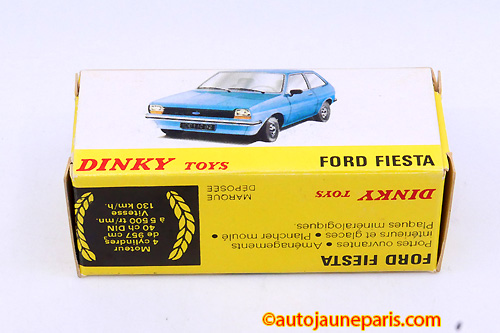 DINKY TOYS
FORD FIESTA
DINKY TOYS
MARQUE
DÉPOSÉE
FORD FIESTA
Portes ouvrantes • Aménagements
intérieurs et glaces • Plancher moulé •
Plaques minéralogiques.
Moteur
4 cylindres
de 957 cm³
40 ch DIN
à 5 500 tr/mn.
Vitesse
130 km/h.
©autojauneparis.com